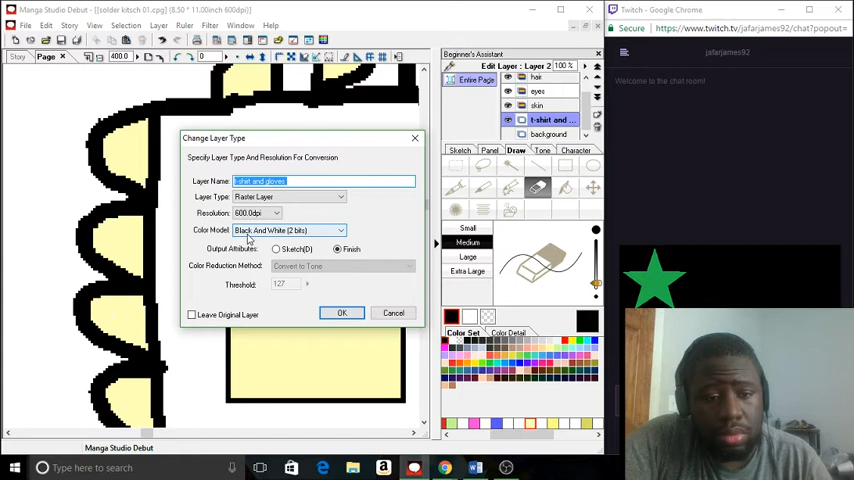 Manga Studio Debut - [[solder kitsch 01.cpg] * 11.00inch 600dpi]
Twitch - Google Chrome
File Edit Story View Selection Layer Ruler Filter Window Help
Secure https://www.twitch.tv/jafarjames92/chat?popout=
Story Page 400.0 0
jafarjames92
Beginner's Assistant
Edit Layer : Layer 2 100 %
Welcome to the chat room!
Entire Page
hair
eyes
skin
t-shirt and ...
background
Change Layer Type
Specify Layer Type And Resolution For Conversion
Layer Name: t-shirt and gloves
Layer Type: Raster Layer
Resolution: 600.0dpi
Color Model: Black And White (2 bits)
Output Attributes: Sketch(D) Finish
Color Reduction Method: Convert to Tone
Threshold: 127
Leave Original Layer OK Cancel
Sketch Panel Draw Tone Character
Small
Medium
Large
Extra Large
Color Set Color Detail
Manga Studio Debut
Type here to search